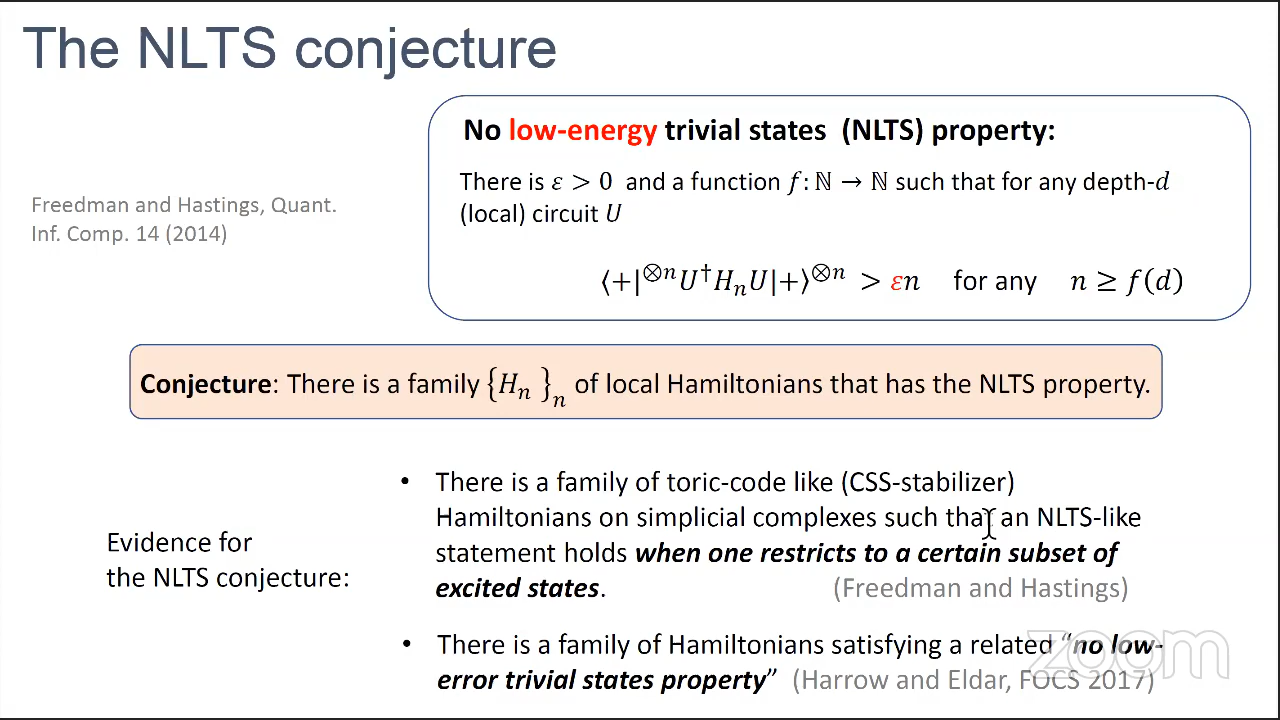 The NLTS conjecture
No low-energy trivial states (NLTS) property:
There is ε > 0 and a function f: ℕ → ℕ such that for any depth-d
(local) circuit U
⟨+|^{⊗n} U†H_nU|+⟩^{⊗n} > εn for any n ≥ f(d)
Freedman and Hastings, Quant.
Inf. Comp. 14 (2014)
Conjecture: There is a family {H_n}_n of local Hamiltonians that has the NLTS property.
Evidence for
the NLTS conjecture:
• There is a family of toric-code like (CSS-stabilizer)
Hamiltonians on simplicial complexes such that an NLTS-like
statement holds when one restricts to a certain subset of
excited states. (Freedman and Hastings)
• There is a family of Hamiltonians satisfying a related "no low-
error trivial states property" (Harrow and Eldar, FOCS 2017)
zoom